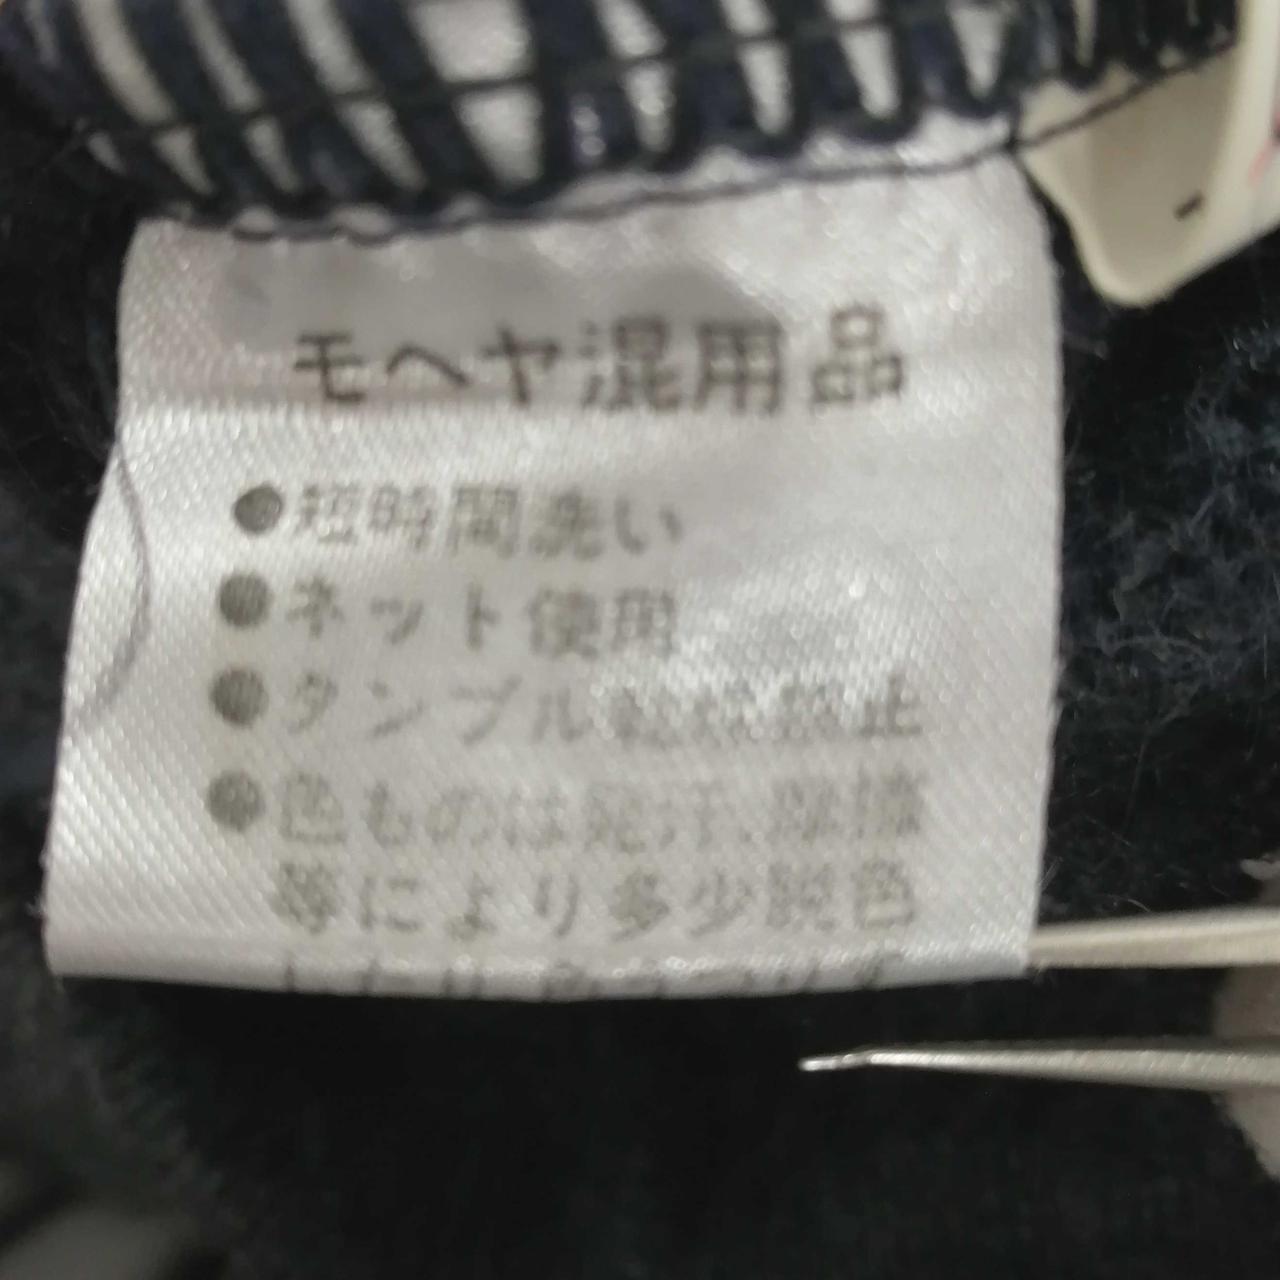 モヘヤ混用品
●短時間洗い
●ネット使用
●タンブル乾燥禁止
●色ものは発汗、摩擦
等により多少脱色